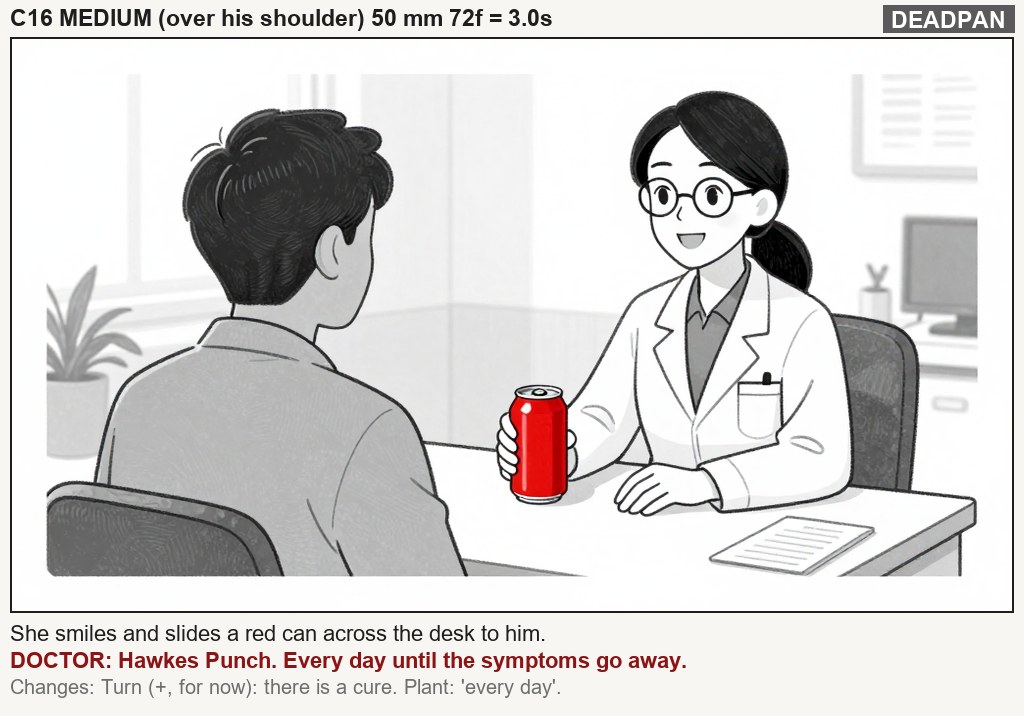 C16 MEDIUM (over his shoulder) 50 mm 72f = 3.0s
DEADPAN
She smiles and slides a red can across the desk to him.
DOCTOR: Hawkes Punch. Every day until the symptoms go away.
Changes: Turn (+, for now): there is a cure. Plant: 'every day'.